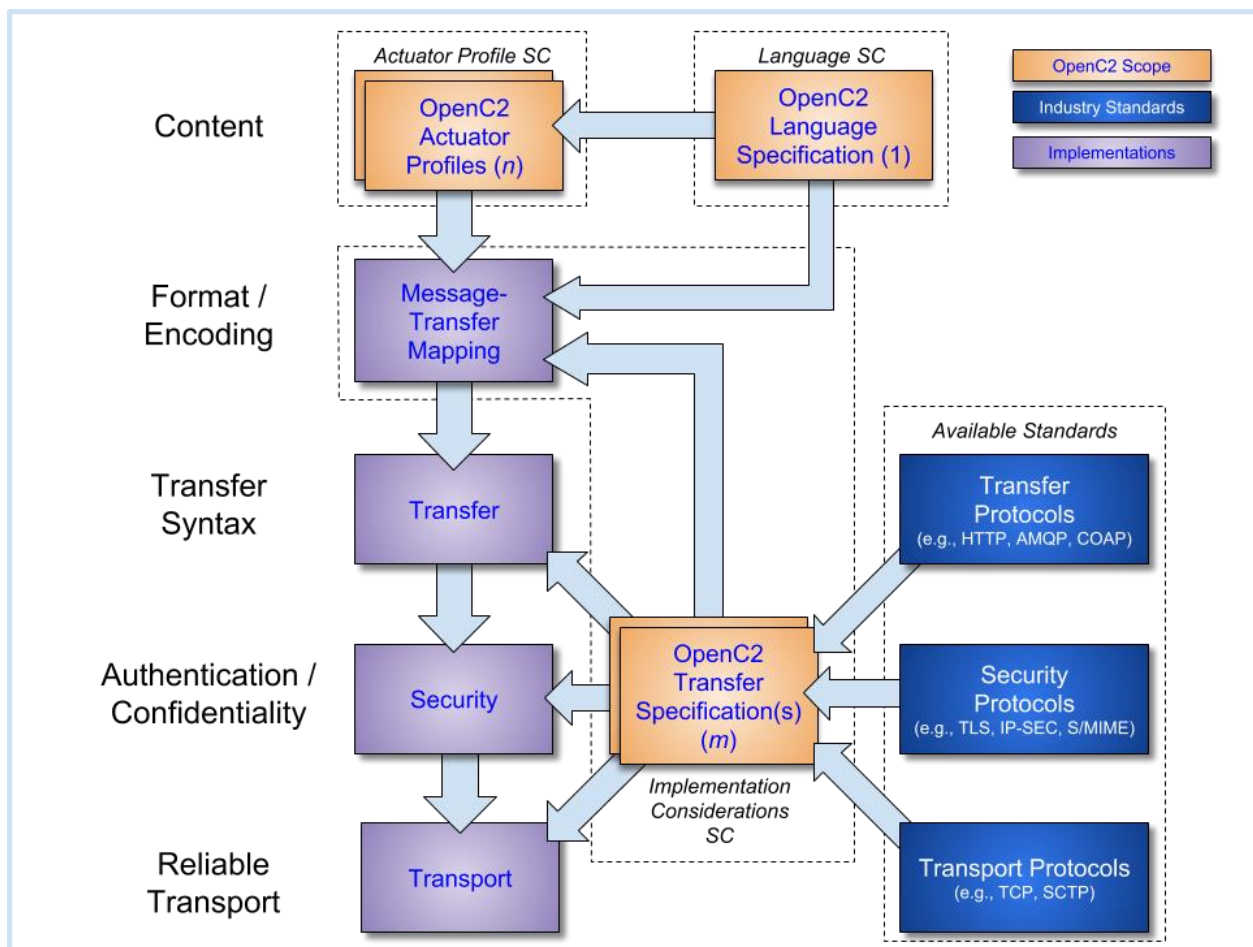 Actuator Profile SC
Language SC
OpenC2 Scope
Industry Standards
Implementations
Content
OpenC2
Actuator
Profiles (n)
OpenC2
Language
Specification (1)
Format /
Encoding
Message-
Transfer
Mapping
Transfer
Syntax
Transfer
Available Standards
Transfer
Protocols
(e.g., HTTP, AMQP, COAP)
Authentication /
Confidentiality
Security
OpenC2
Transfer
Specification(s)
(m)
Security
Protocols
(e.g., TLS, IP-SEC, S/MIME)
Implementation
Considerations
SC
Reliable
Transport
Transport
Transport Protocols
(e.g., TCP, SCTP)